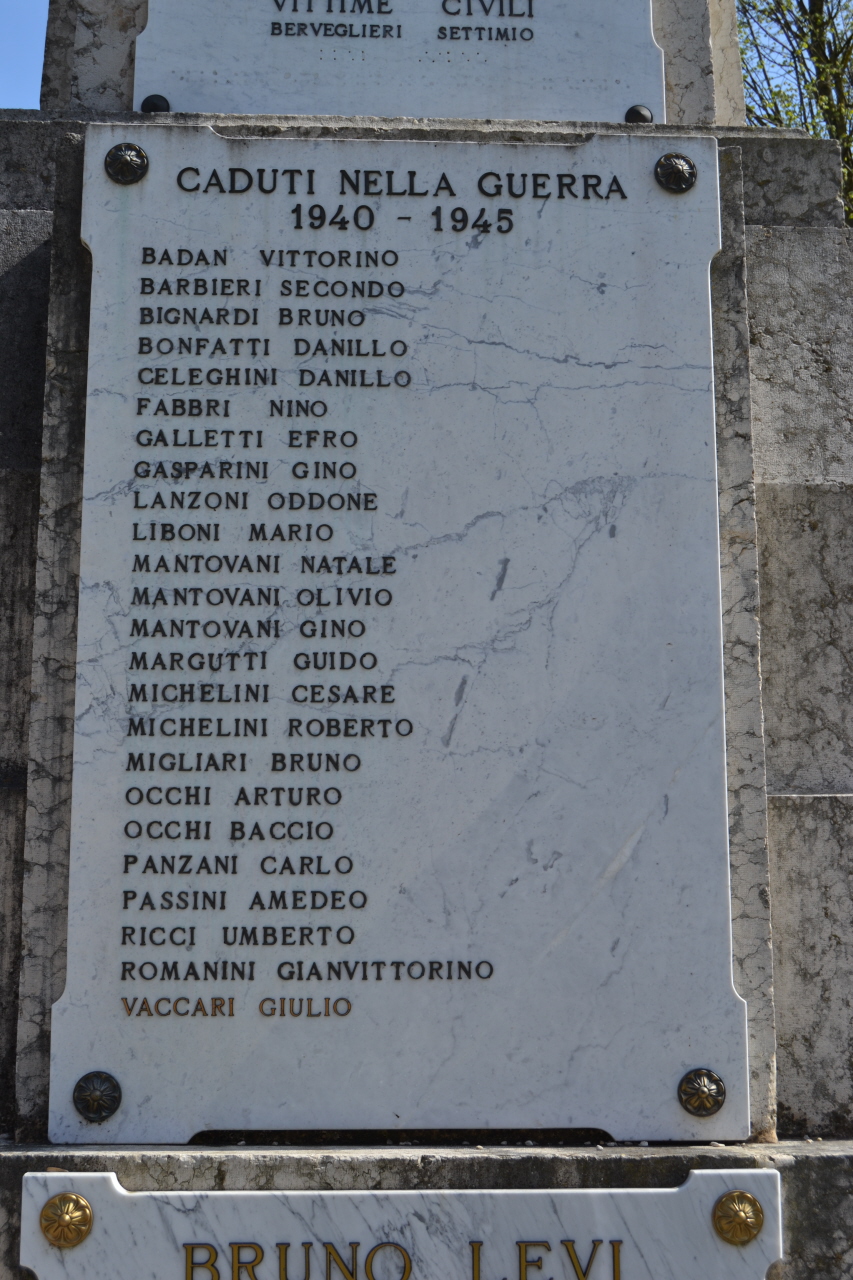 VITTIME CIVILI
BERVEGLIERI SETTIMIO
CADUTI NELLA GUERRA
1940 - 1945
BADAN VITTORINO
BARBIERI SECONDO
BIGNARDI BRUNO
BONFATTI DANILLO
CELEGHINI DANILLO
FABBRI NINO
GALLETTI EFRO
GASPARINI GINO
LANZONI ODDONE
LIBONI MARIO
MANTOVANI NATALE
MANTOVANI OLIVIO
MANTOVANI GINO
MARGUTTI GUIDO
MICHELINI CESARE
MICHELINI ROBERTO
MIGLIARI BRUNO
OCCHI ARTURO
OCCHI BACCIO
PANZANI CARLO
PASSINI AMEDEO
RICCI UMBERTO
ROMANINI GIANVITTORINO
VACCARI GIULIO
BRUNO LEVI